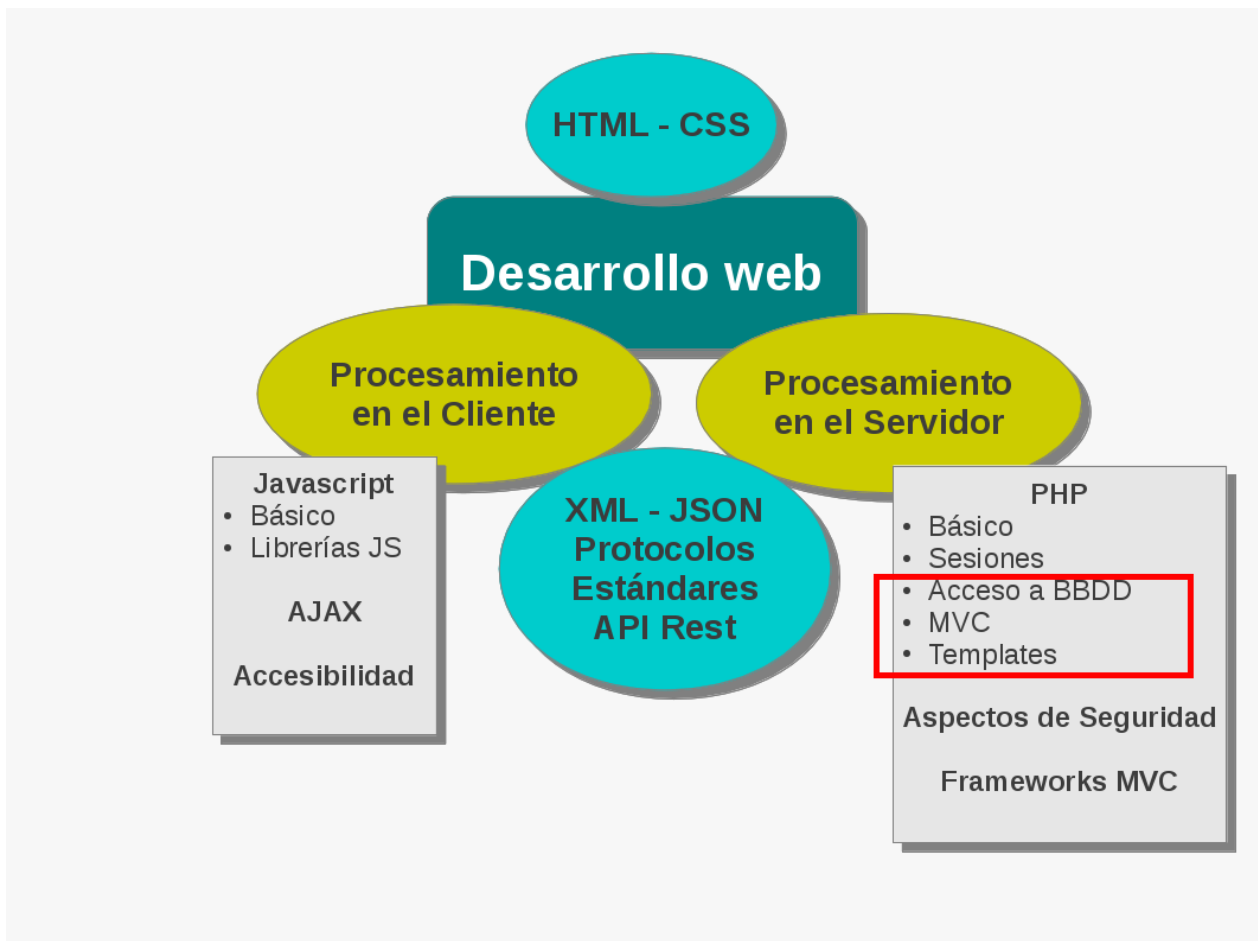 HTML - CSS
Desarrollo web
Procesamiento
en el Cliente
Procesamiento
en el Servidor
Javascript
• Básico
• Librerías JS
AJAX
Accesibilidad
XML - JSON
Protocolos
Estándares
API Rest
PHP
• Básico
• Sesiones
• Acceso a BBDD
• MVC
• Templates
Aspectos de Seguridad
Frameworks MVC